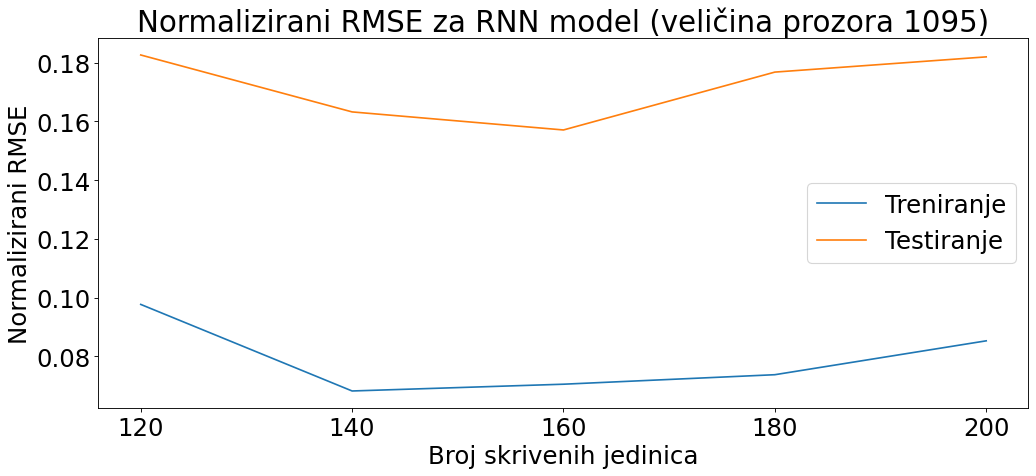 Normalizirani RMSE za RNN model (veličina prozora 1095)
Normalizirani RMSE
0.18
0.16
0.14
0.12
0.10
0.08
Treniranje
Testiranje
120 140 160 180 200
Broj skrivenih jedinica